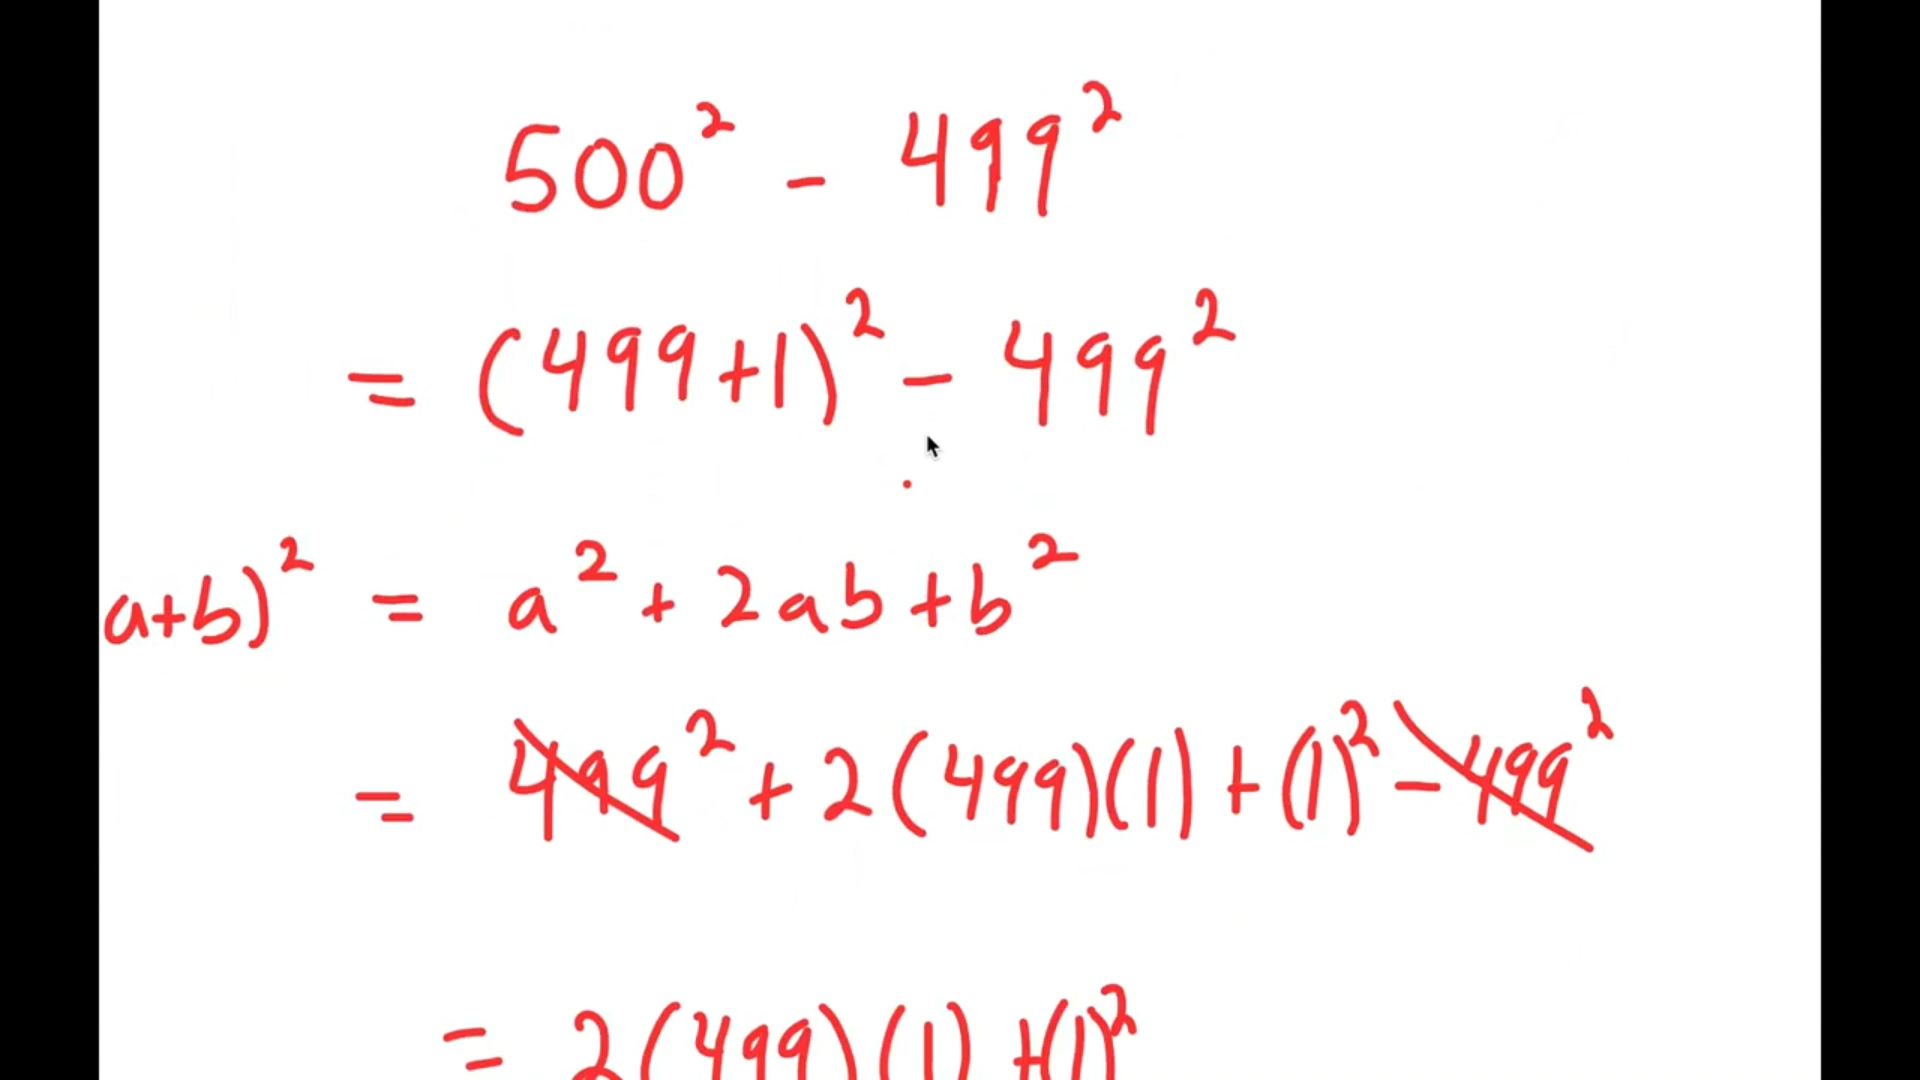 500² - 499²
= (499+1)² - 499²
a+b)² = a² + 2ab + b²
= 499² + 2(499)(1) + (1)² - 499²
= 2(499)(1) + (1)²